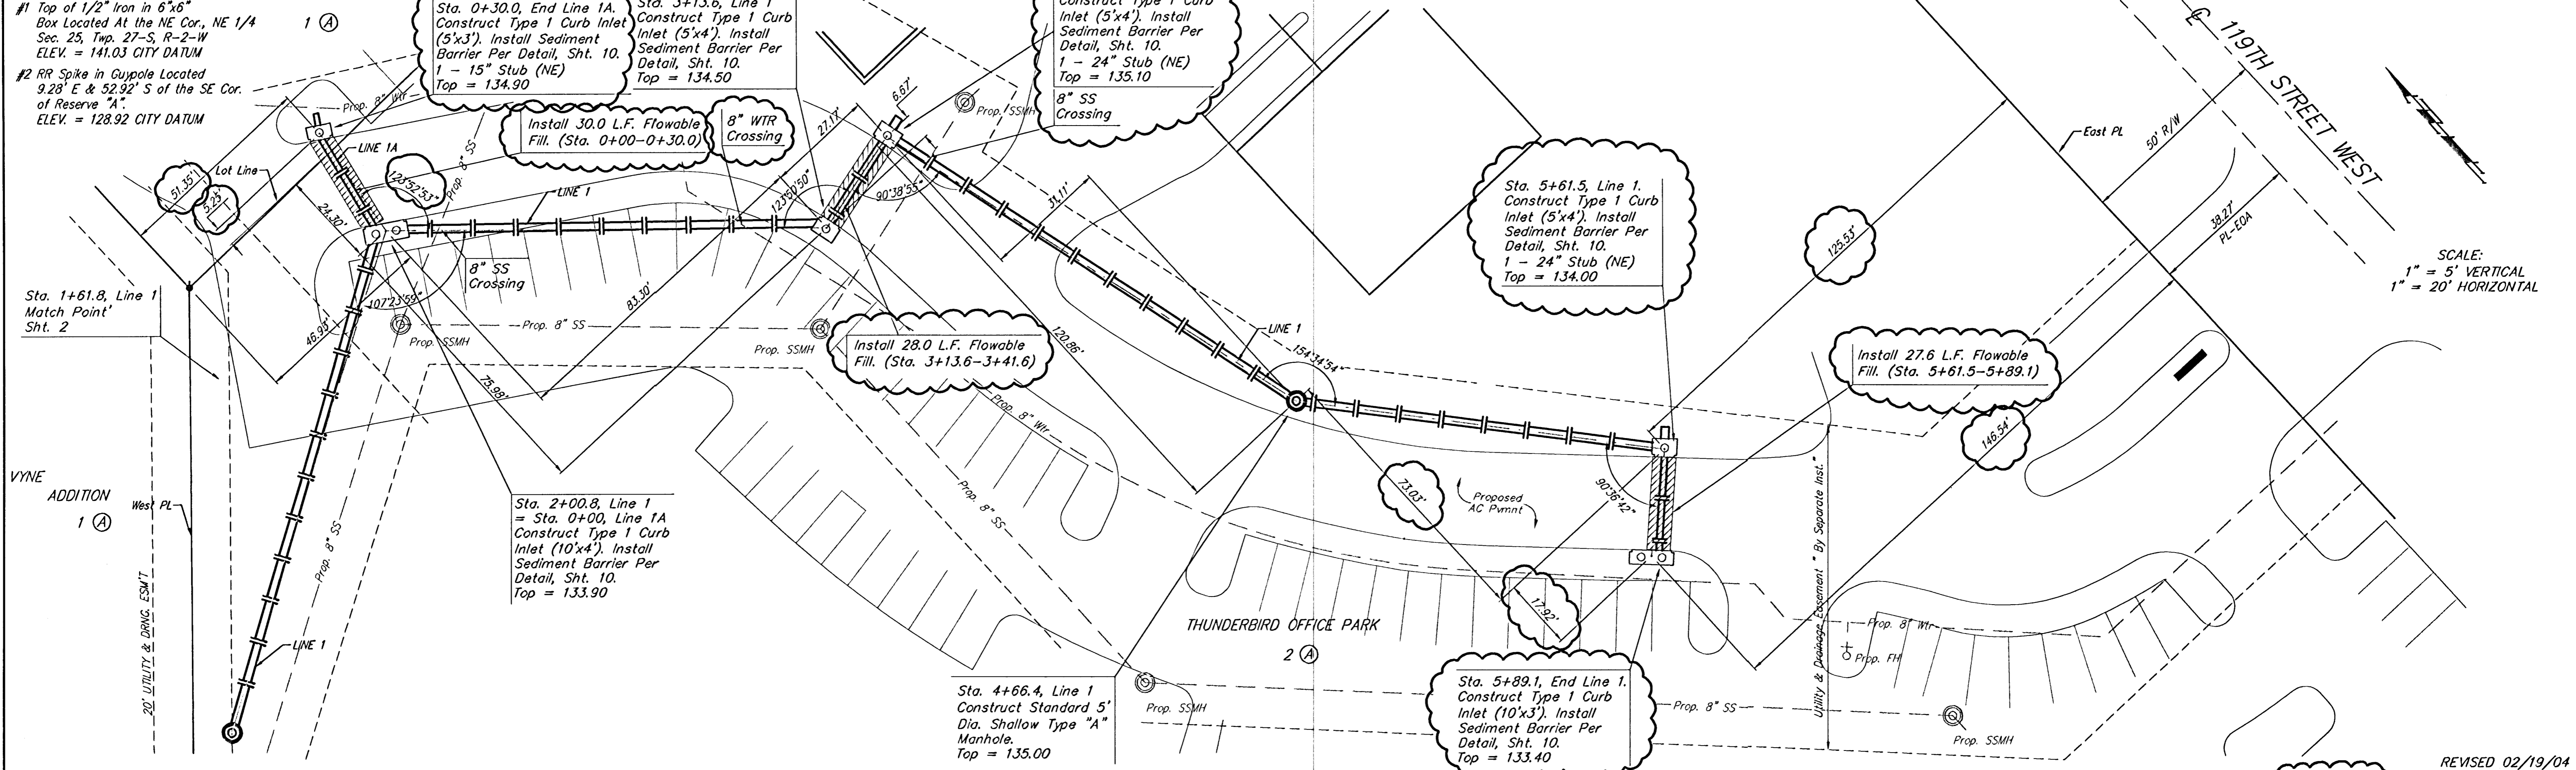 #1 Top of 1/2" Iron in 6"x6"
Box Located At the NE Cor., NE 1/4
Sec. 25, Twp. 27-S, R-2-W
ELEV. = 141.03 CITY DATUM
#2 RR Spike in Guypole Located
9.28' E & 52.92' S of the SE Cor.
of Reserve "A".
ELEV. = 128.92 CITY DATUM
1 A
Sta. 0+30.0, End Line 1A.
Construct Type 1 Curb Inlet
(5'x3'). Install Sediment
Barrier Per Detail, Sht. 10.
1 - 15" Stub (NE)
Top = 134.90
Sta. 3+13.6, Line 1
Construct Type 1 Curb
Inlet (5'x4'). Install
Sediment Barrier Per
Detail, Sht. 10.
Top = 134.50
Construct Type 1 Curb
Inlet (5'x4'). Install
Sediment Barrier Per
Detail, Sht. 10.
1 - 24" Stub (NE)
Top = 135.10
8" SS
Crossing
Prop. 8" Wtr
Install 30.0 L.F. Flowable
Fill. (Sta. 0+00-0+30.0)
8" WTR
Crossing
27.17'
6.67'
Prop. SSMH
LINE 1A
Lot Line
51.35'
5.25'
24.30'
123°52'53"
Prop. 8" SS
LINE 1
123°50'50"
90°38'55"
31.11'
Sta. 5+61.5, Line 1.
Construct Type 1 Curb
Inlet (5'x4'). Install
Sediment Barrier Per
Detail, Sht. 10.
1 - 24" Stub (NE)
Top = 134.00
125.53'
East PL
50' R/W
℄ 119TH STREET WEST
38.27'
PL-EOA
SCALE:
1" = 5' VERTICAL
1" = 20' HORIZONTAL
Sta. 1+61.8, Line 1
Match Point
Sht. 2
8" SS
Crossing
107°23'59"
46.95'
83.30'
75.98'
Prop. SSMH
Prop. 8" SS
Prop. SSMH
Install 28.0 L.F. Flowable
Fill. (Sta. 3+13.6-3+41.6)
120.86'
LINE 1
154°34'54"
Install 27.6 L.F. Flowable
Fill. (Sta. 5+61.5-5+89.1)
146.54'
Prop. 8" Wtr
Prop. 8" SS
73.03'
Proposed
AC Pvmnt
90°36'42"
17.92'
Utility & Drainage Easement " By Separate Inst."
VYNE
ADDITION
1 A
West PL
20' UTILITY & DRNG. ESM'T
Prop. 8" SS
LINE 1
Sta. 2+00.8, Line 1
= Sta. 0+00, Line 1A
Construct Type 1 Curb
Inlet (10'x4'). Install
Sediment Barrier Per
Detail, Sht. 10.
Top = 133.90
THUNDERBIRD OFFICE PARK
2 A
Prop. 8" Wtr
Prop. FH
Sta. 4+66.4, Line 1
Construct Standard 5'
Dia. Shallow Type "A"
Manhole.
Top = 135.00
Prop. SSMH
Sta. 5+89.1, End Line 1.
Construct Type 1 Curb
Inlet (10'x3'). Install
Sediment Barrier Per
Detail, Sht. 10.
Top = 133.40
Prop. 8" SS
Prop. SSMH
REVISED 02/19/04